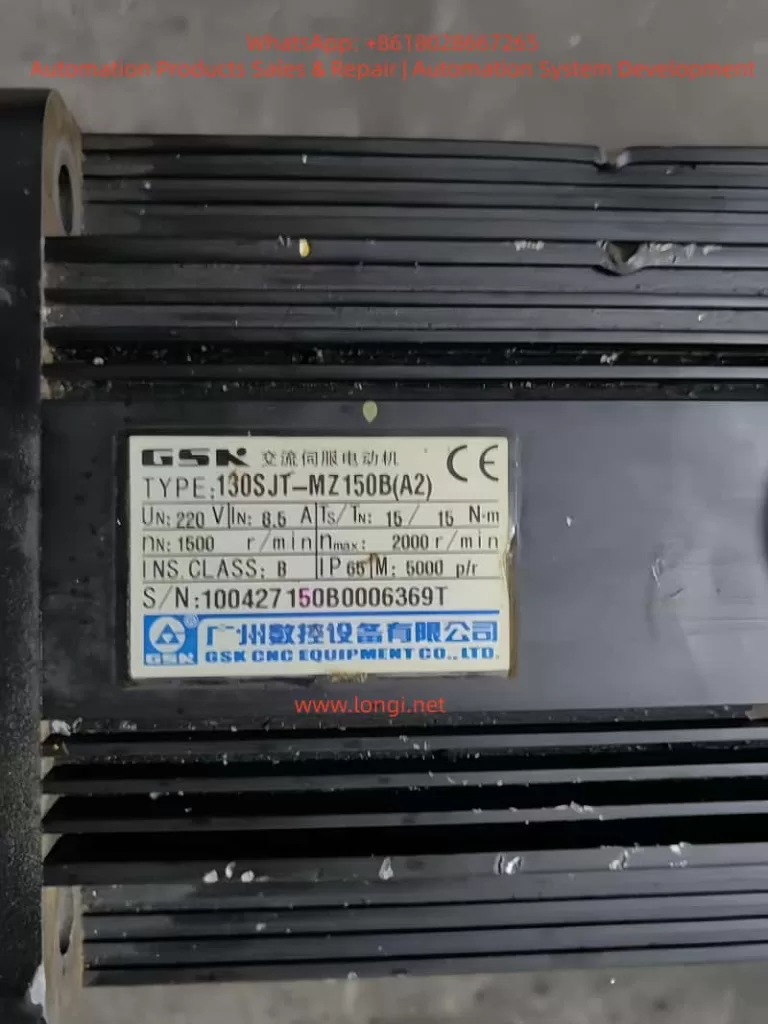 WhatsApp: +8618028667265
Automation Products Sales & Repair | Automation System Development
GSK 交流伺服电动机 CE
TYPE: 130SJT-MZ150B(A2)
UN: 220 V IN: 8.5 A TS/TN: 15 / 15 N·m
nN: 1500 r/min nmax: 2000 r/min
INS.CLASS: B IP 65 M: 5000 p/r
S/N: 100427150B0006369T
GSK 广州数控设备有限公司
GSK CNC EQUIPMENT CO., LTD.
www.longi.net